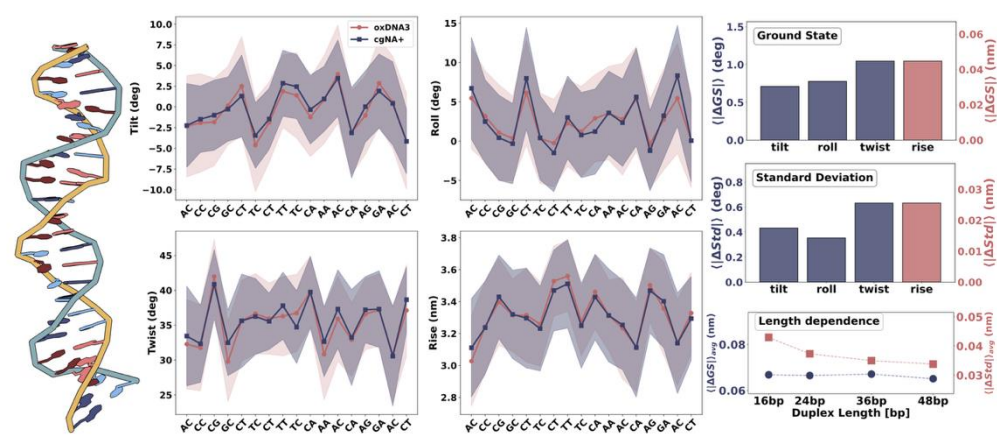 oxDNA3
cgNA+
Tilt (deg)
10.0
7.5
5.0
2.5
0.0
−2.5
−5.0
−7.5
−10.0
AC CC CG GC CT TC CT TT TC CA AA AC CA AG GA AC CT
Roll (deg)
15
10
5
0
−5
AC CC CG GC CT TC CT TT TC CA AA AC CA AG GA AC CT
Ground State
⟨|ΔGS|⟩ (deg)
1.5
1.0
0.5
0.0
tilt roll twist rise
0.06
0.04
0.02
0.00
⟨|ΔGS|⟩ (nm)
Standard Deviation
⟨|ΔStd|⟩ (deg)
0.8
0.6
0.4
0.2
0.0
tilt roll twist rise
0.03
0.02
0.01
0.00
⟨|ΔStd|⟩ (nm)
Twist (deg)
45
40
35
30
25
AC CC CG GC CT TC CT TT TC CA AA AC CA AG GA AC CT
Rise (nm)
3.8
3.6
3.4
3.2
3.0
2.8
AC CC CG GC CT TC CT TT TC CA AA AC CA AG GA AC CT
Length dependence
⟨|ΔGS|⟩avg (nm)
0.08
0.06
16bp 24bp 36bp 48bp
Duplex Length [bp]
0.05
0.04
0.03
⟨|ΔStd|⟩avg (nm)